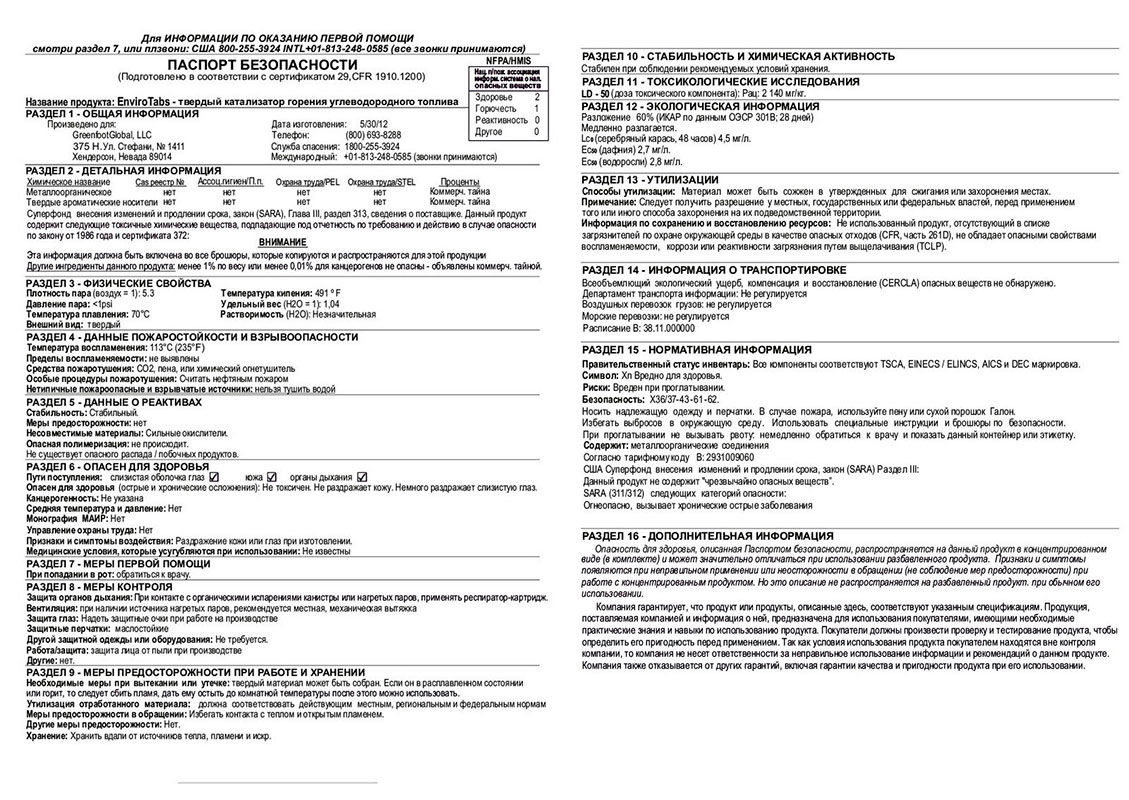 Для ИНФОРМАЦИИ ПО ОКАЗАНИЮ ПЕРВОЙ ПОМОЩИ
смотри раздел 7, или плзвони: США 800-255-3924 INTL+01-813-248-0585 (все звонки принимаются)
ПАСПОРТ БЕЗОПАСНОСТИ
(Подготовлено в соответствии с сертификатом 29,CFR 1910.1200)
NFPA/HMIS
Нац. п/пож. ассоциация
информ. система о нал.
опасных веществ
Здоровье 2
Горючесть 1
Реактивность 0
Другое 0
Название продукта: EnviroTabs - твердый катализатор горения углеводородного топлива
РАЗДЕЛ 1 - ОБЩАЯ ИНФОРМАЦИЯ
Произведено для: Дата изготовления: 5/30/12
GreenfootGlobal, LLC Телефон: (800) 693-8288
375 Н.Ул. Стефани, № 1411 Служба спасения: 1800-255-3924
Хендерсон, Невада 89014 Международный: +01-813-248-0585 (звонки принимаются)
РАЗДЕЛ 2 - ДЕТАЛЬНАЯ ИНФОРМАЦИЯ
Химическое название Cas реестр № Ассоц.гигиен/П.п. Охрана труда/PEL Охрана труда/STEL Проценты
Металлоорганическое нет нет нет нет Коммерч. тайна
Твердые ароматические носители нет нет нет нет Коммерч. тайна
Суперфонд внесения изменений и продлении срока, закон (SARA), Глава III, раздел 313, сведения о поставщике. Данный продукт
содержит следующие токсичные химические вещества, подпадающие под отчетность по требованию и действию в случае опасности
по закону от 1986 года и сертификата 372:
ВНИМАНИЕ
Эта информация должна быть включена во все брошюры, которые копируются и распространяются для этой продукции
Другие ингредиенты данного продукта: менее 1% по весу или менее 0,01% для канцерогенов не опасны - объявлены коммерч. тайной.
РАЗДЕЛ 3 - ФИЗИЧЕСКИЕ СВОЙСТВА
Плотность пара (воздух = 1): 5.3 Температура кипения: 491 º F
Давление пара: <1psi Удельный вес (H2O = 1): 1,04
Температура плавления: 70°C Растворимость (H2O): Незначительная
Внешний вид: твердый
РАЗДЕЛ 4 - ДАННЫЕ ПОЖАРОСТОЙКОСТИ И ВЗРЫВООПАСНОСТИ
Температура воспламенения: 113°C (235°F)
Пределы воспламеняемости: не выявлены
Средства пожаротушения: CO2, пена, или химический огнетушитель
Особые процедуры пожаротушения: Считать нефтяным пожаром
Нетипичные пожароопасные и взрывчатые источники: нельзя тушить водой
РАЗДЕЛ 5 - ДАННЫЕ О РЕАКТИВАХ
Стабильность: Стабильный.
Меры предосторожности: нет
Несовместимые материалы: Сильные окислители.
Опасная полимеризация: не происходит.
Не существует опасного распада / побочных продуктов.
РАЗДЕЛ 6 - ОПАСЕН ДЛЯ ЗДОРОВЬЯ
Пути поступления: слизистая оболочка глаз ☑ кожа ☑ органы дыхания ☑
Опасен для здоровья (острые и хронические осложнения): Не токсичен. Не раздражает кожу. Немного раздражает слизистую глаз.
Канцерогенность: Не указана
Средняя температура и давление: Нет
Монография МАИР: Нет
Управление охраны труда: Нет
Признаки и симптомы воздействия: Раздражение кожи или глаз при изготовлении.
Медицинские условия, которые усугубляются при использовании: Не известны
РАЗДЕЛ 7 - МЕРЫ ПЕРВОЙ ПОМОЩИ
При попадании в рот: обратиться к врачу.
РАЗДЕЛ 8 - МЕРЫ КОНТРОЛЯ
Защита органов дыхания: При контакте с органическими испарениями канистры или нагретых паров, применять респиратор-картридж.
Вентиляция: при наличии источника нагретых паров, рекомендуется местная, механическая вытяжка
Защита глаз: Надеть защитные очки при работе на производстве
Защитные перчатки: маслостойкие
Другой защитной одежды или оборудования: Не требуется.
Работа/защита: защита лица от пыли при производстве
Другие: нет.
РАЗДЕЛ 9 - МЕРЫ ПРЕДОСТОРОЖНОСТИ ПРИ РАБОТЕ И ХРАНЕНИИ
Необходимые меры при вытекании или утечке: твердый материал может быть собран. Если он в расплавленном состоянии
или горит, то следует сбить пламя, дать ему остыть до комнатной температуры после этого можно использовать.
Утилизация отработанного материала: должна соответствовать действующим местным, региональным и федеральным нормам
Меры предосторожности в обращении: Избегать контакта с теплом и открытым пламенем.
Другие меры предосторожности: Нет.
Хранение: Хранить вдали от источников тепла, пламени и искр.
РАЗДЕЛ 10 - СТАБИЛЬНОСТЬ И ХИМИЧЕСКАЯ АКТИВНОСТЬ
Стабилен при соблюдении рекомендуемых условий хранения.
РАЗДЕЛ 11 - ТОКСИКОЛОГИЧЕСКИЕ ИССЛЕДОВАНИЯ
LD - 50 (доза токсического компонента): Рац: 2 140 мг/кг.
РАЗДЕЛ 12 - ЭКОЛОГИЧЕСКАЯ ИНФОРМАЦИЯ
Разложение 60% (ИКАР по данным ОЭСР 301B; 28 дней)
Медленно разлагается.
Lc₀ (серебряный карась, 48 часов) 4,5 мг/л.
Ec₅₀ (дафния) 2,7 мг/л.
Ec₅₀ (водоросли) 2,8 мг/л.
РАЗДЕЛ 13 - УТИЛИЗАЦИИ
Способы утилизации: Материал может быть сожжен в утвержденных для сжигания или захоронения местах.
Примечание: Следует получить разрешение у местных, государственных или федеральных властей, перед применением
того или иного способа захоронения на их подведомственной территории.
Информация по сохранению и восстановлению ресурсов: Не использованный продукт, отсутствующий в списке
загрязнителей по охране окружающей среды в качестве опасных отходов (CFR, часть 261D), не обладает опасными свойствами
воспламеняемости, коррозии или реактивности загрязнения путем выщелачивания (TCLP).
РАЗДЕЛ 14 - ИНФОРМАЦИЯ О ТРАНСПОРТИРОВКЕ
Всеобъемлющий экологический ущерб, компенсация и восстановление (CERCLA) опасных веществ не обнаружено.
Департамент транспорта информации: Не регулируется
Воздушных перевозок грузов: не регулируется
Морские перевозки: не регулируется
Расписание B: 38.11.000000
РАЗДЕЛ 15 - НОРМАТИВНАЯ ИНФОРМАЦИЯ
Правительственный статус инвентарь: Все компоненты соответствуют TSCA, EINECS / ELINCS, AICS и DEC маркировка.
Символ: Xn Вредно для здоровья.
Риски: Вреден при проглатывании.
Безопасность: X36/37-43-61-62.
Носить надлежащую одежду и перчатки. В случае пожара, используйте пену или сухой порошок Галон.
Избегать выбросов в окружающую среду. Использовать специальные инструкции и брошюры по безопасности.
При проглатывании не вызывать рвоту: немедленно обратиться к врачу и показать данный контейнер или этикетку.
Содержит: металлоорганические соединения
Согласно тарифному коду B: 2931009060
США Суперфонд внесения изменений и продлении срока, закон (SARA) Раздел III:
Данный продукт не содержит "чрезвычайно опасных веществ".
SARA (311/312) следующих категорий опасности:
Огнеопасно, вызывает хронические острые заболевания
РАЗДЕЛ 16 - ДОПОЛНИТЕЛЬНАЯ ИНФОРМАЦИЯ
Опасность для здоровья, описанная Паспортом безопасности, распространяется на данный продукт в концентрированном
виде (в комплекте) и может значительно отличаться при использовании разбавленного продукта. Признаки и симптомы
появляются при неправильном применении или неосторожности в обращении (не соблюдение мер предосторожности) при
работе с концентрированным продуктом. Но это описание не распространяется на разбавленный продукт. при обычном его
использовании.
Компания гарантирует, что продукт или продукты, описанные здесь, соответствуют указанным спецификациям. Продукция,
поставляемая компанией и информация о ней, предназначена для использования покупателями, имеющими необходимые
практические знания и навыки по использованию продукта. Покупатели должны произвести проверку и тестирование продукта, чтобы
определить его пригодность перед применением. Так как условия использования продукта покупателем находятся вне контроля
компании, то компания не несет ответственности за неправильное использование информации и рекомендаций о данном продукте.
Компания также отказывается от других гарантий, включая гарантии качества и пригодности продукта при его использовании.